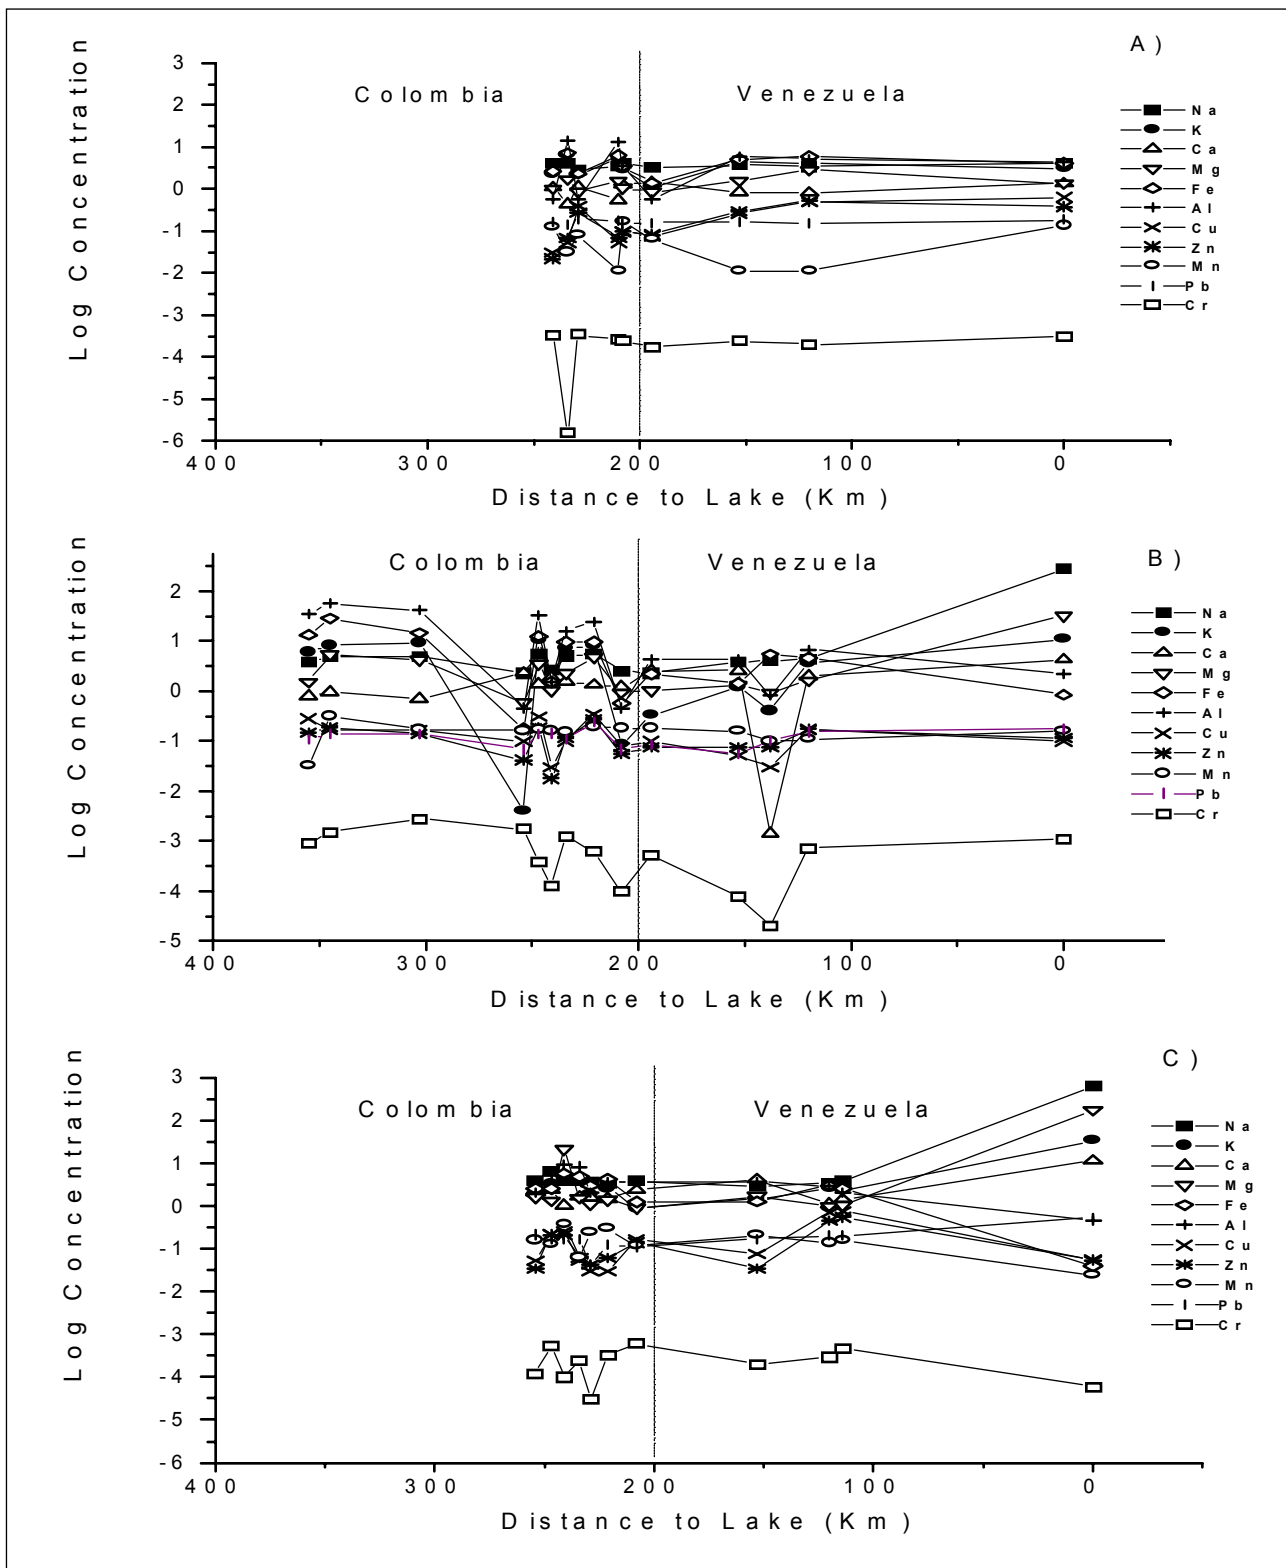 A)
Log Concentration
3
2
1
0
-1
-2
-3
-4
-5
-6
Colombia
Venezuela
Na
K
Ca
Mg
Fe
Al
Cu
Zn
Mn
Pb
Cr
400 300 200 100 0
Distance to Lake (Km)
B)
Log Concentration
2
1
0
-1
-2
-3
-4
-5
Colombia
Venezuela
Na
K
Ca
Mg
Fe
Al
Cu
Zn
Mn
Pb
Cr
400 300 200 100 0
Distance to Lake (Km)
C)
Log Concentration
3
2
1
0
-1
-2
-3
-4
-5
-6
Colombia
Venezuela
Na
K
Ca
Mg
Fe
Al
Cu
Zn
Mn
Pb
Cr
400 300 200 100 0
Distance to Lake (Km)